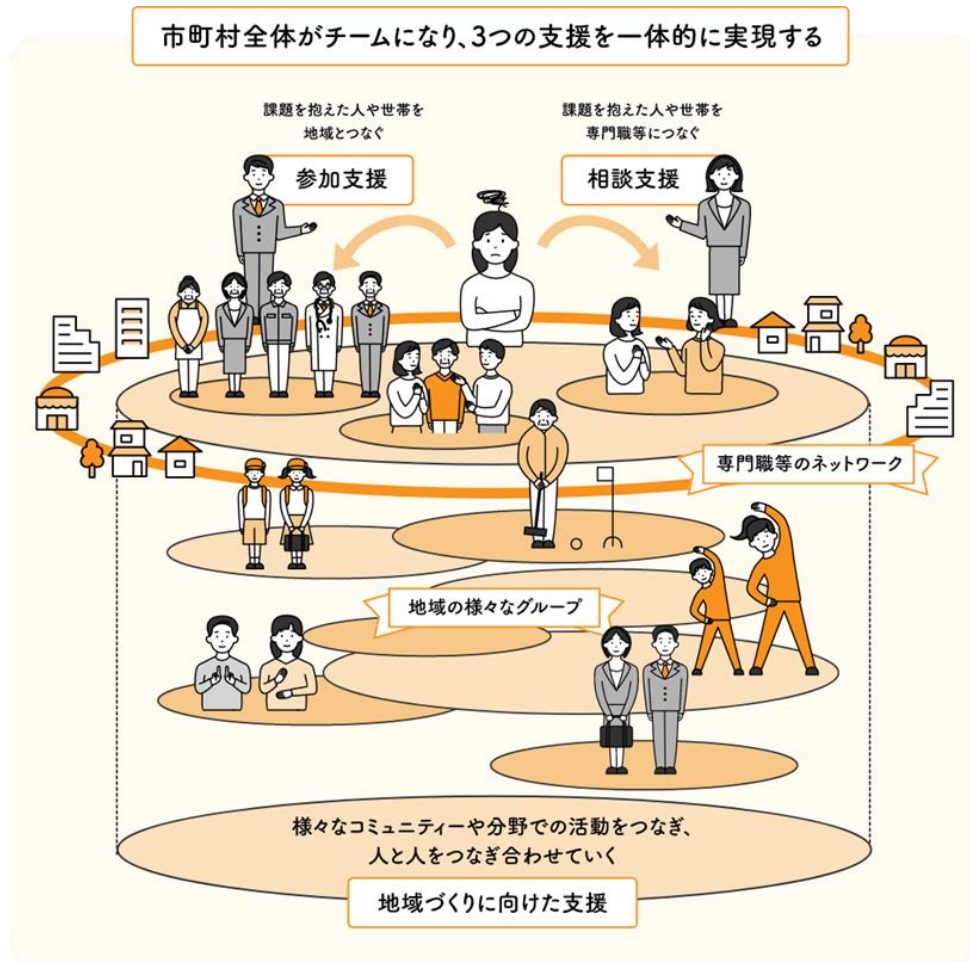 市町村全体がチームになり、3つの支援を一体的に実現する
課題を抱えた人や世帯を
地域とつなぐ
参加支援
課題を抱えた人や世帯を
専門職等につなぐ
相談支援
専門職等のネットワーク
地域の様々なグループ
様々なコミュニティーや分野での活動をつなぎ、
人と人をつなぎ合わせていく
地域づくりに向けた支援